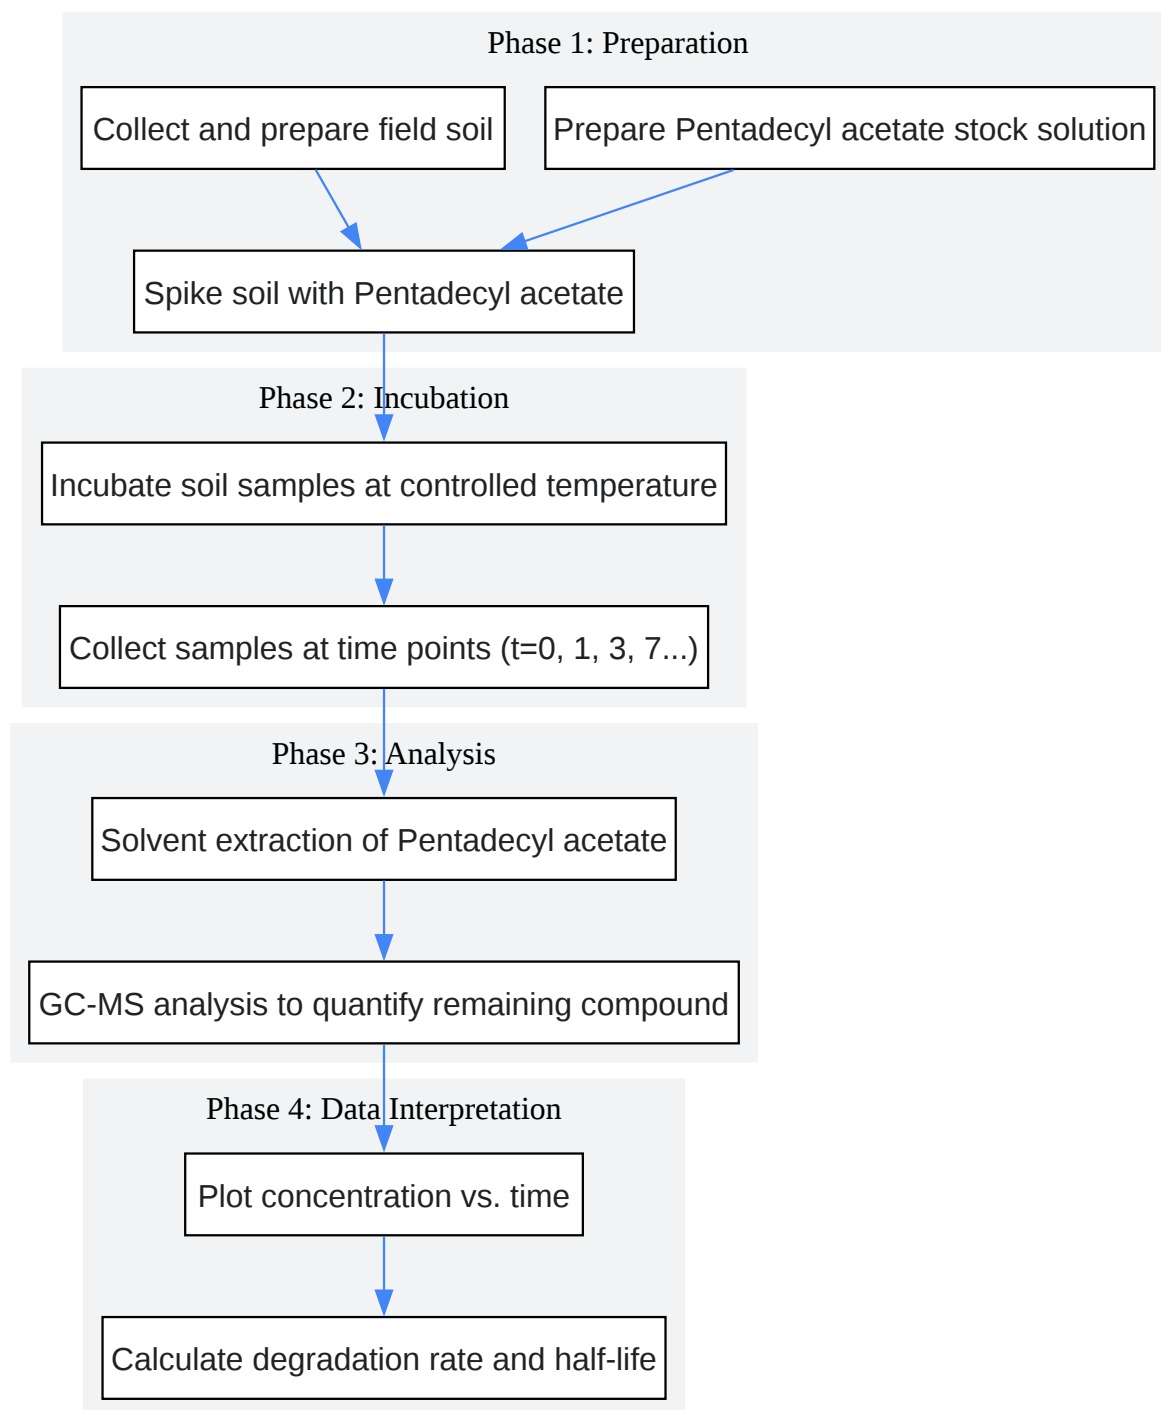 Phase 1: Preparation
Collect and prepare field soil
Prepare Pentadecyl acetate stock solution
Spike soil with Pentadecyl acetate
Phase 2: Incubation
Incubate soil samples at controlled temperature
Collect samples at time points (t=0, 1, 3, 7...)
Phase 3: Analysis
Solvent extraction of Pentadecyl acetate
GC-MS analysis to quantify remaining compound
Phase 4: Data Interpretation
Plot concentration vs. time
Calculate degradation rate and half-life